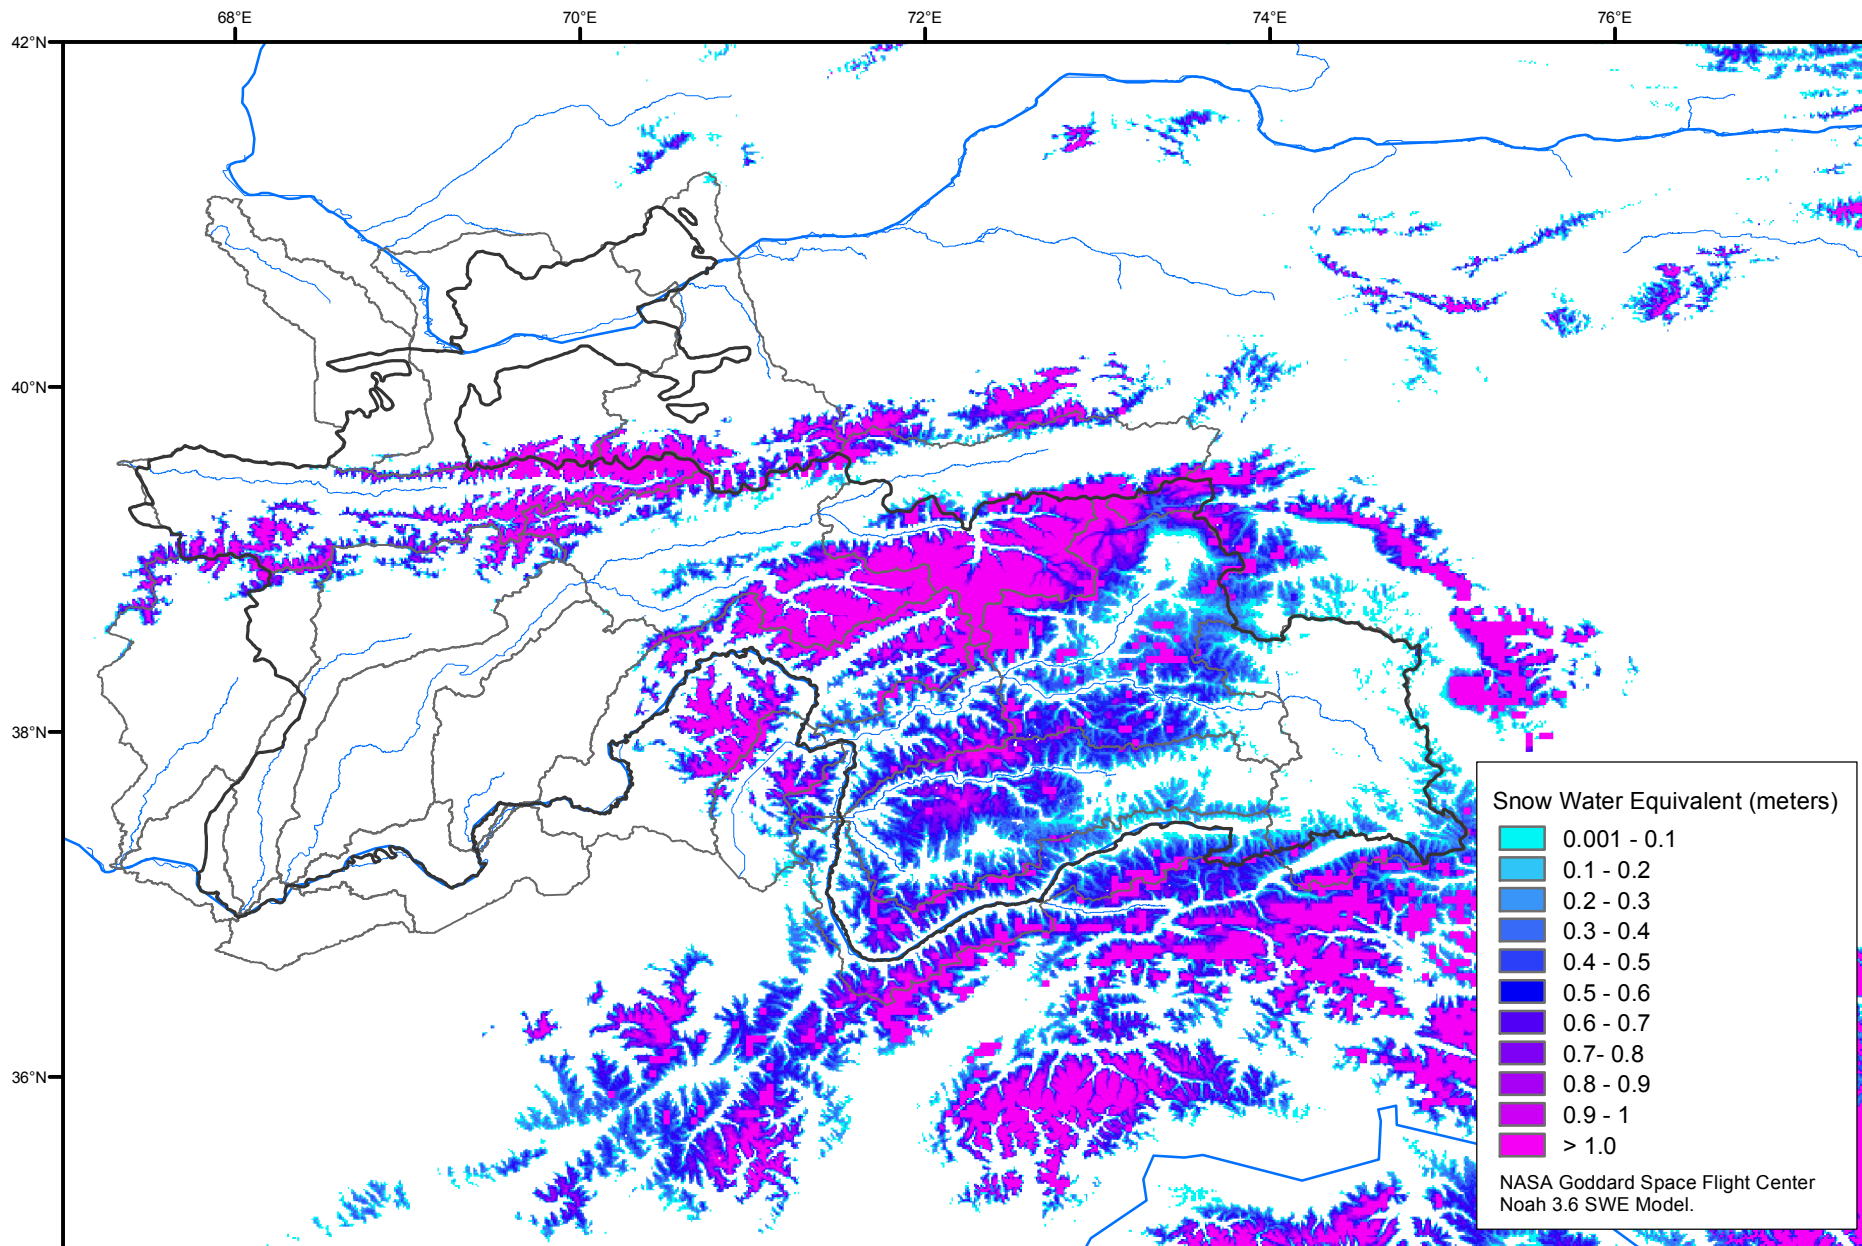 68°E 70°E 72°E 74°E 76°E
42°N
40°N
38°N
36°N
Snow Water Equivalent (meters)
0.001 - 0.1
0.1 - 0.2
0.2 - 0.3
0.3 - 0.4
0.4 - 0.5
0.5 - 0.6
0.6 - 0.7
0.7- 0.8
0.8 - 0.9
0.9 - 1
> 1.0
NASA Goddard Space Flight Center
Noah 3.6 SWE Model.